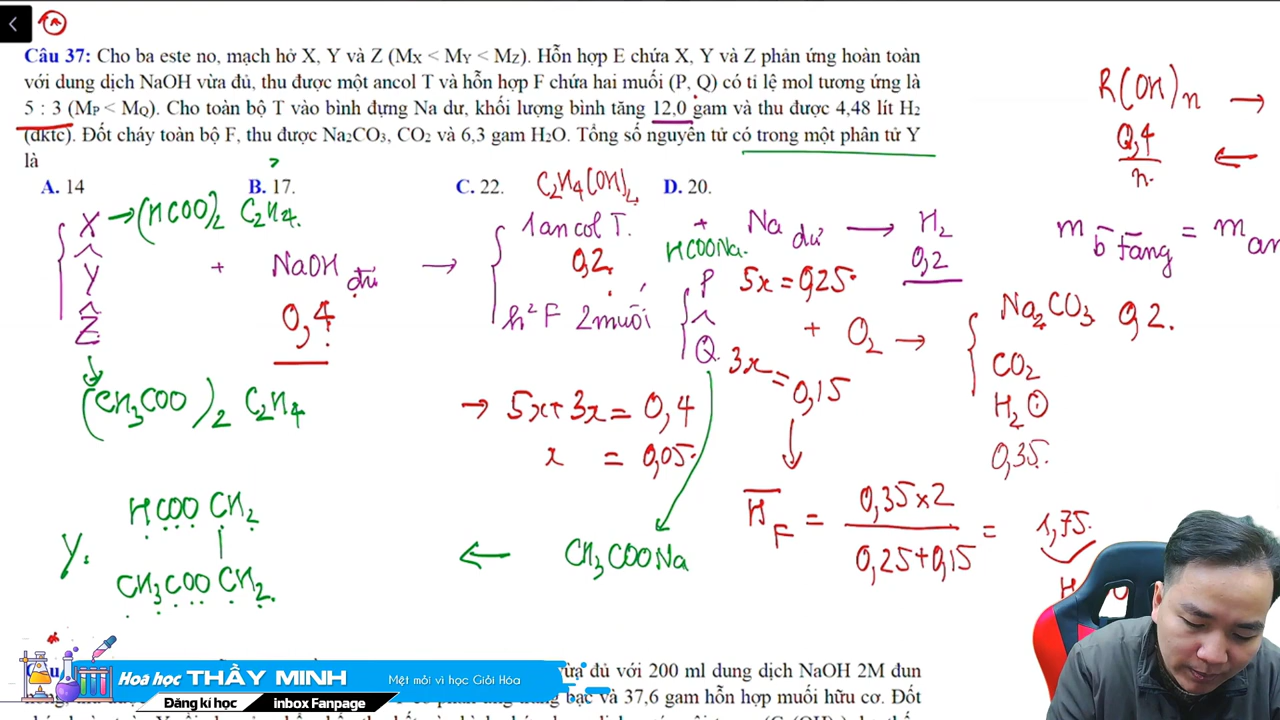 Câu 37: Cho ba este no, mạch hở X, Y và Z (MX < MY < MZ). Hỗn hợp E chứa X, Y và Z phản ứng hoàn toàn
với dung dịch NaOH vừa đủ, thu được một ancol T và hỗn hợp F chứa hai muối (P, Q) có tỉ lệ mol tương ứng là
5 : 3 (MP < MQ). Cho toàn bộ T vào bình đựng Na dư, khối lượng bình tăng 12,0 gam và thu được 4,48 lít H2
(đktc). Đốt cháy toàn bộ F, thu được Na2CO3, CO2 và 6,3 gam H2O. Tổng số nguyên tử có trong một phân tử Y
là
A. 14 B. 17. C. 22. D. 20.
R(OH)n →
0,4
n
←
C2H4(OH)2
X → (HCOO)2 C2H4
Y
Z
+ NaOH đủ →
0,4
1 ancol T.
0,2
h² F 2 muối
+ Na dư → H2
0,2
m b tăng = m an
HCOONa
P 5x = 0,25
Q 3x = 0,15
+ O2 →
Na2CO3 0,2.
CO2
H2O
0,35.
(CH3COO)2 C2H4
→ 5x + 3x = 0,4
x = 0,05
H F = 0,35 x 2 = 1,75.
0,25 + 0,15
← CH3COONa
Y: HCOO CH2
CH3COO CH2
Hoá học THẦY MINH
Mệt mỏi vì học Giỏi Hóa
Đăng kí học inbox Fanpage
vừa đủ với 200 ml dung dịch NaOH 2M đun
bạc và 37,6 gam hỗn hợp muối hữu cơ. Đốt